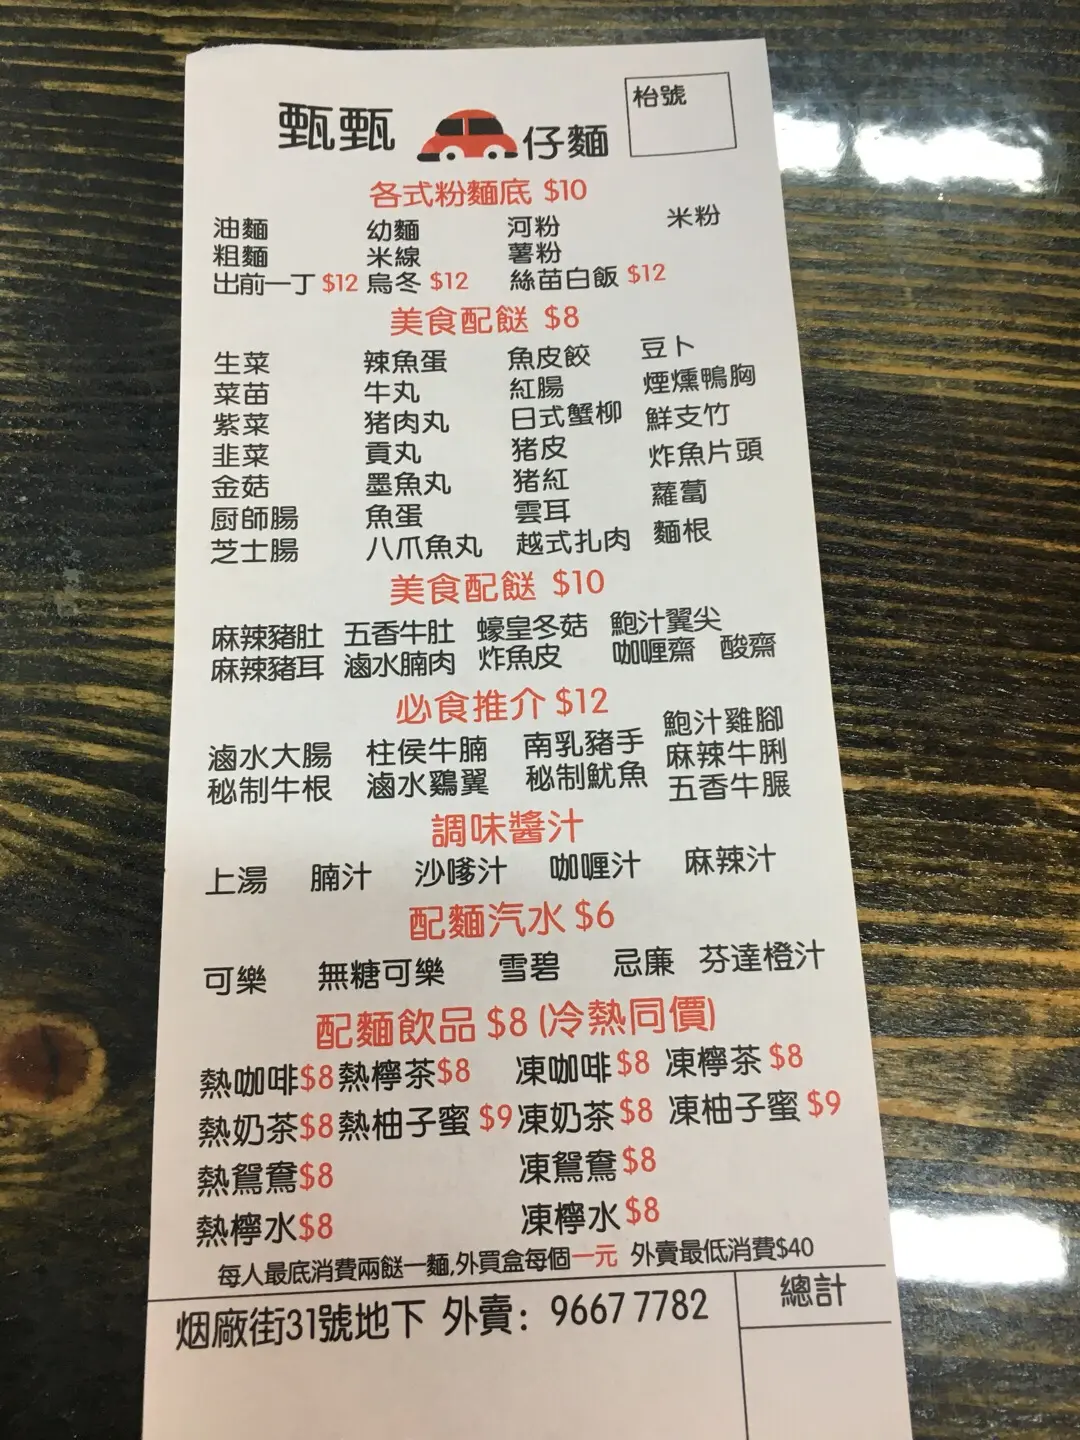 甄甄 仔麵 枱號
各式粉麵底 $10
油麵 幼麵 河粉 米粉
粗麵 米線 薯粉
出前一丁 $12 烏冬 $12 絲苗白飯 $12
美食配餸 $8
生菜 辣魚蛋 魚皮餃 豆卜
菜苗 牛丸 紅腸 煙燻鴨胸
紫菜 猪肉丸 日式蟹柳 鮮支竹
韭菜 貢丸 猪皮 炸魚片頭
金菇 墨魚丸 猪紅 蘿蔔
厨師腸 魚蛋 雲耳 麵根
芝士腸 八爪魚丸 越式扎肉
美食配餸 $10
麻辣豬肚 五香牛肚 蠔皇冬菇 鮑汁翼尖
麻辣豬耳 滷水腩肉 炸魚皮 咖喱齋 酸齋
必食推介 $12
滷水大腸 柱侯牛腩 南乳豬手 鮑汁雞腳
秘制牛根 滷水鷄翼 秘制魷魚 麻辣牛脷
五香牛𦟌
調味醬汁
上湯 腩汁 沙嗲汁 咖喱汁 麻辣汁
配麵汽水 $6
可樂 無糖可樂 雪碧 忌廉 芬達橙汁
配麵飲品 $8 (冷熱同價)
熱咖啡$8 熱檸茶$8 凍咖啡$8 凍檸茶$8
熱奶茶$8 熱柚子蜜 $9 凍奶茶$8 凍柚子蜜 $9
熱鴛鴦$8 凍鴛鴦$8
熱檸水$8 凍檸水$8
每人最底消費兩餸一麵,外買盒每個一元 外賣最低消費$40
烟廠街31號地下 外賣：9667 7782 總計